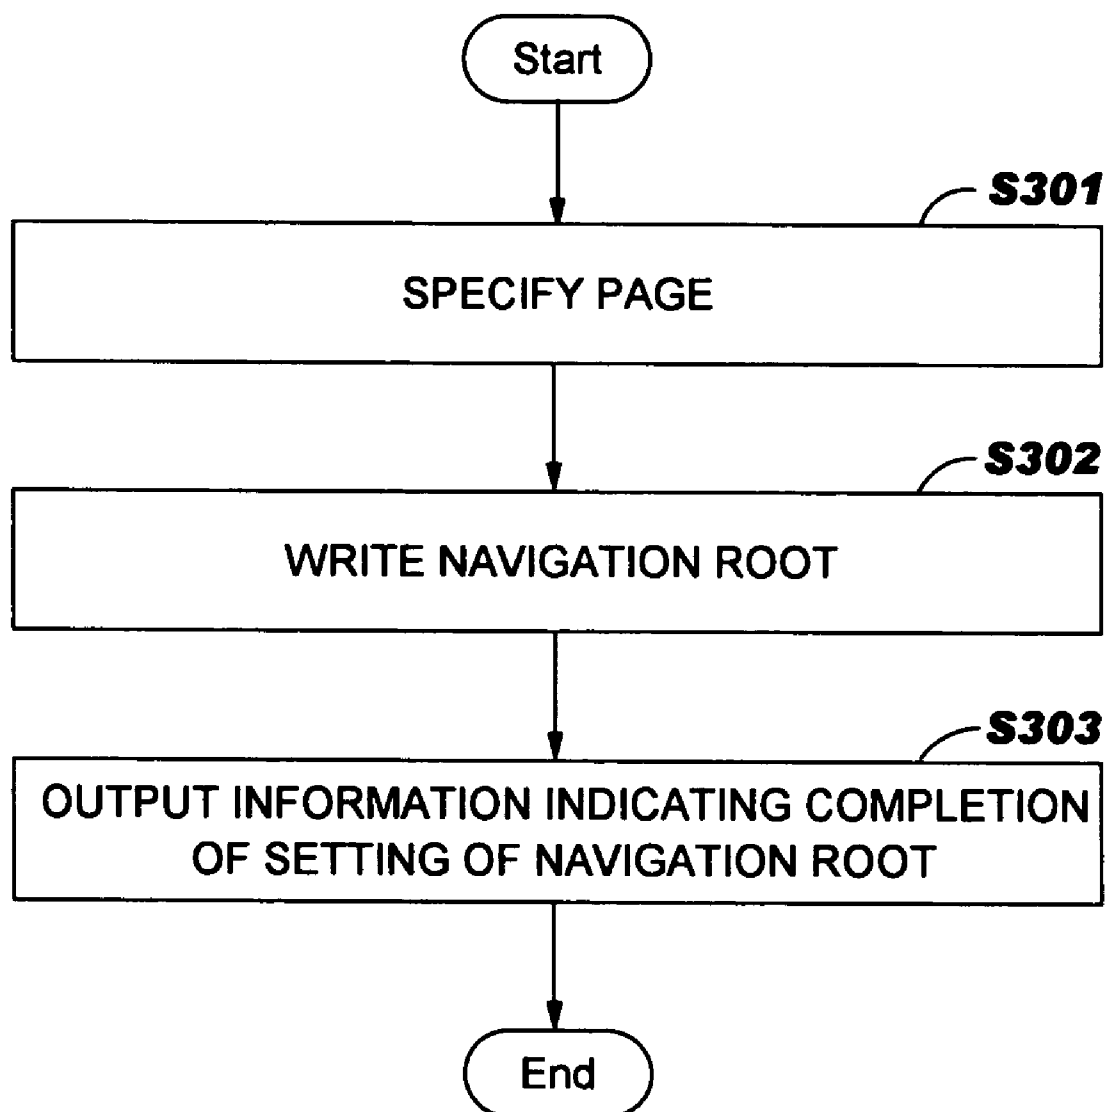 Start
S301
SPECIFY PAGE
S302
WRITE NAVIGATION ROOT
S303
OUTPUT INFORMATION INDICATING COMPLETION
OF SETTING OF NAVIGATION ROOT
End